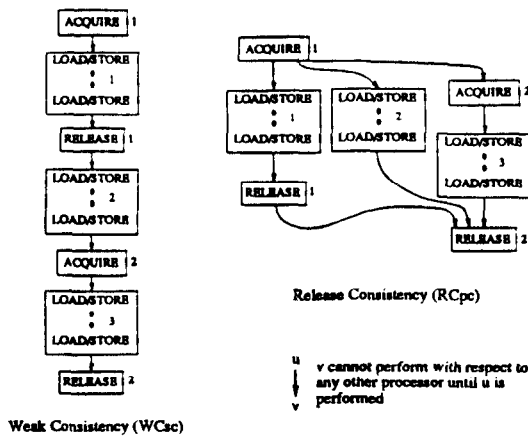 ACQUIRE 1
LOAD/STORE
1
LOAD/STORE
RELEASE 1
LOAD/STORE
2
LOAD/STORE
ACQUIRE 2
LOAD/STORE
3
LOAD/STORE
RELEASE 2
Weak Consistency (WCsc)
ACQUIRE 1
LOAD/STORE
1
LOAD/STORE
RELEASE 1
LOAD/STORE
2
LOAD/STORE
ACQUIRE 2
LOAD/STORE
3
LOAD/STORE
RELEASE 2
Release Consistency (RCpc)
u
v
v cannot perform with respect to
any other processor until u is
performed